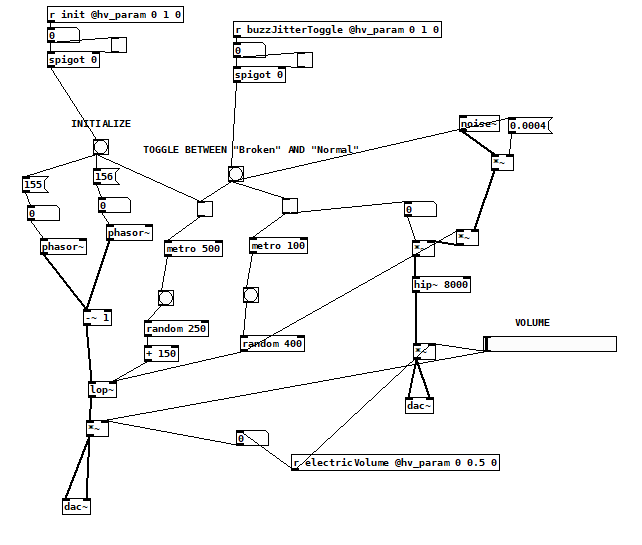 r init @hv_param 0 1 0
r buzzJitterToggle @hv_param 0 1 0
0
0
spigot 0
spigot 0
INITIALIZE
noise~
0.0004
TOGGLE BETWEEN "Broken" AND "Normal"
*~
155
156
0
0
0
phasor~
phasor~
*~
metro 500
metro 100
*~
hip~ 8000
-~ 1
random 250
VOLUME
random 400
+ 150
*~
lop~
dac~
*~
0
r electricVolume @hv_param 0 0.5 0
dac~